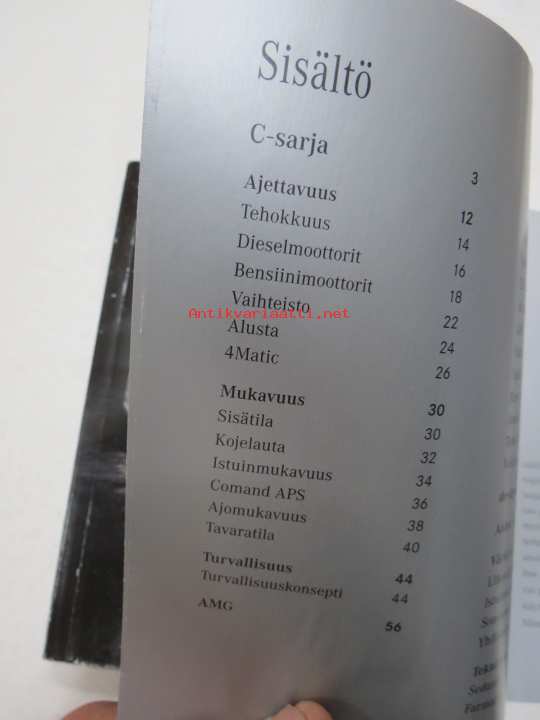 Sisältö
C-sarja 3
Ajettavuus 12
Tehokkuus 14
Dieselmoottorit 16
Bensiinimoottorit 18
Vaihteisto 22
Antikvariaatti.net
Alusta 24
4Matic 26
Mukavuus 30
Sisätila 30
Kojelauta 32
Istuinmukavuus 34
Comand APS 36
Ajomukavuus 38
Tavaratila 40
Turvallisuus 44
Turvallisuuskonsepti 44
AMG 56